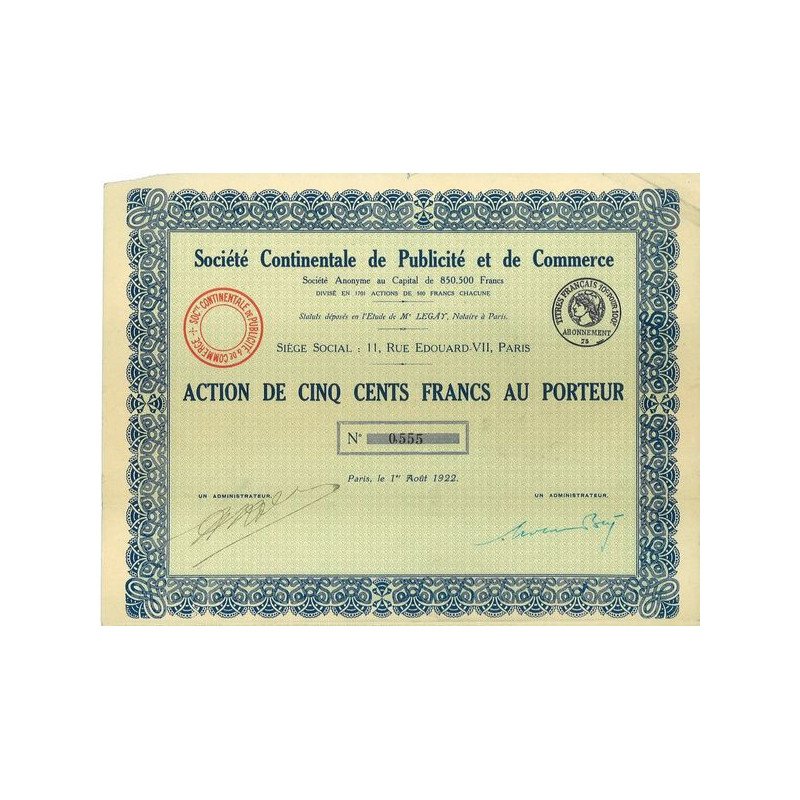 Société Continentale de Publicité et de Commerce
Société Anonyme au Capital de 850.500 Francs
DIVISÉ EN 1701 ACTIONS DE 500 FRANCS CHACUNE
Statuts déposés en l'Etude de Mᵉ LEGAY, Notaire à Paris.
SOCᵗᵉ CONTINENTALE DE PUBLICITÉ & DE COMMERCE
TITRES FRANÇAIS
ABONNEMENT
SIÈGE SOCIAL : 11, RUE EDOUARD-VII, PARIS
ACTION DE CINQ CENTS FRANCS AU PORTEUR
N° 0.555
Paris, le 1ᵉʳ Août 1922.
UN ADMINISTRATEUR,
UN ADMINISTRATEUR,